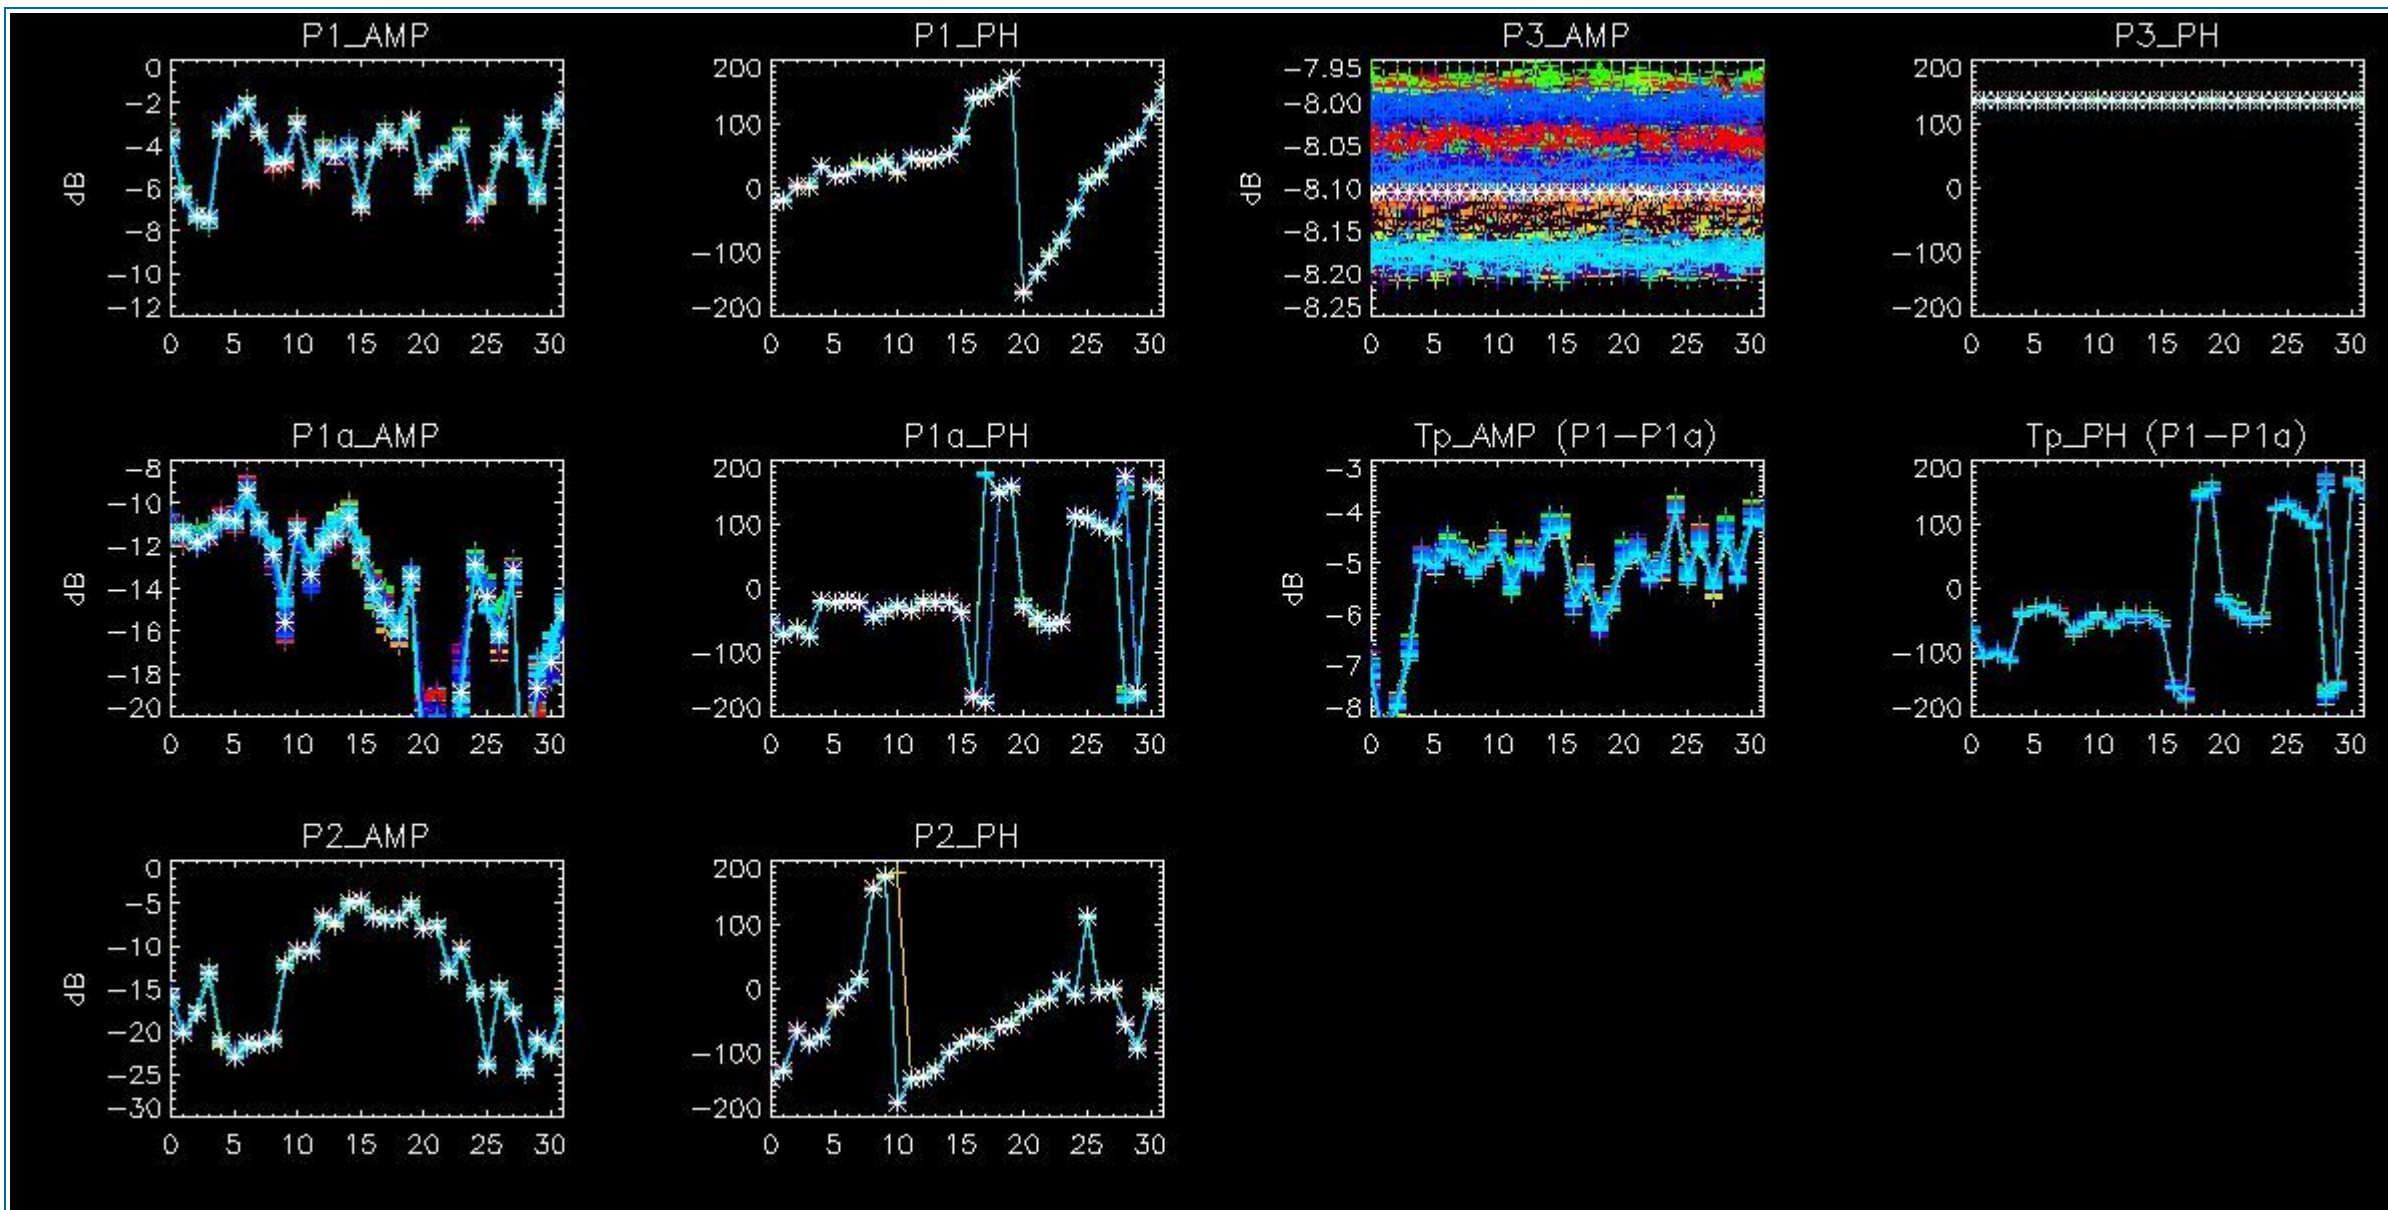 P1_AMP
0
−2
−4
−6
−8
−10
−12
dB
0 5 10 15 20 25 30
P1_PH
200
100
0
−100
−200
0 5 10 15 20 25 30
P3_AMP
−7.95
−8.00
−8.05
−8.10
−8.15
−8.20
−8.25
dB
0 5 10 15 20 25 30
P3_PH
200
100
0
−100
−200
0 5 10 15 20 25 30
P1a_AMP
−8
−10
−12
−14
−16
−18
−20
dB
0 5 10 15 20 25 30
P1a_PH
200
100
0
−100
−200
0 5 10 15 20 25 30
Tp_AMP (P1−P1a)
−3
−4
−5
−6
−7
−8
dB
0 5 10 15 20 25 30
Tp_PH (P1−P1a)
200
100
0
−100
−200
0 5 10 15 20 25 30
P2_AMP
0
−5
−10
−15
−20
−25
−30
dB
0 5 10 15 20 25 30
P2_PH
200
100
0
−100
−200
0 5 10 15 20 25 30